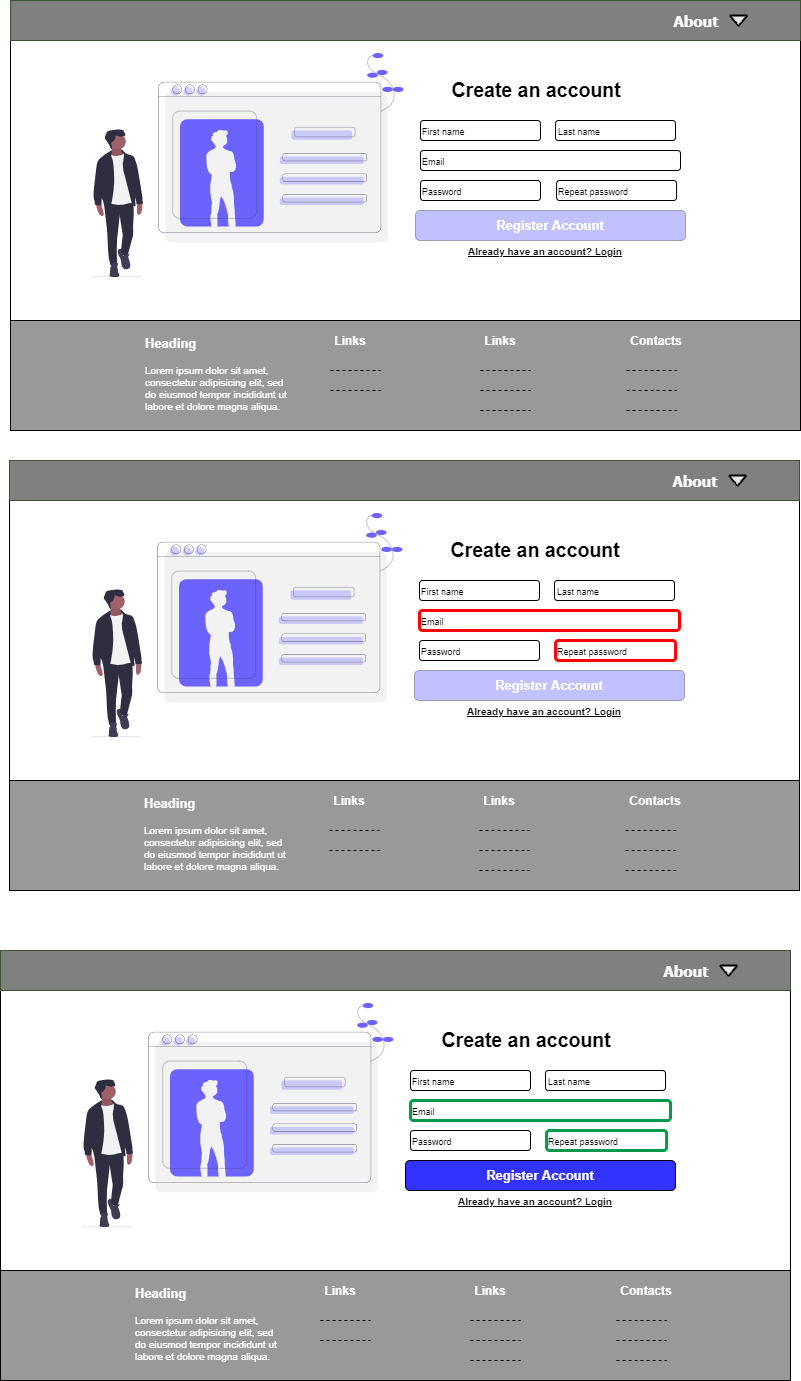 About
Create an account
First name
Last name
Email
Password
Repeat password
Register Account
Already have an account? Login
Heading
Lorem ipsum dolor sit amet,
consectetur adipisicing elit, sed
do eiusmod tempor incididunt ut
labore et dolore magna aliqua.
Links
Links
Contacts
About
Create an account
First name
Last name
Email
Password
Repeat password
Register Account
Already have an account? Login
Heading
Lorem ipsum dolor sit amet,
consectetur adipisicing elit, sed
do eiusmod tempor incididunt ut
labore et dolore magna aliqua.
Links
Links
Contacts
About
Create an account
First name
Last name
Email
Password
Repeat password
Register Account
Already have an account? Login
Heading
Lorem ipsum dolor sit amet,
consectetur adipisicing elit, sed
do eiusmod tempor incididunt ut
labore et dolore magna aliqua.
Links
Links
Contacts